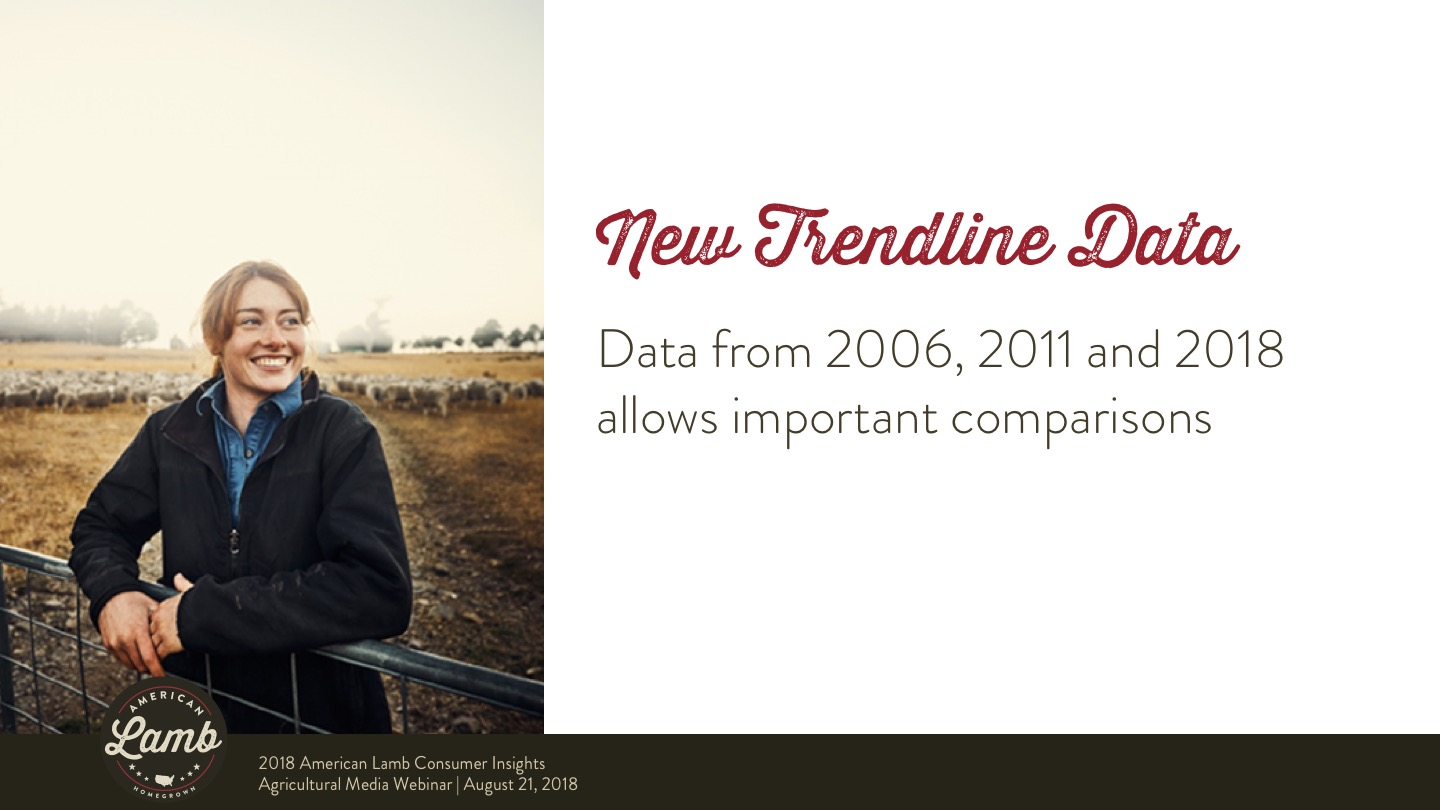 New Trendline Data
Data from 2006, 2011 and 2018
allows important comparisons
AMERICAN
Lamb
HOMEGROWN
2018 American Lamb Consumer Insights
Agricultural Media Webinar | August 21, 2018